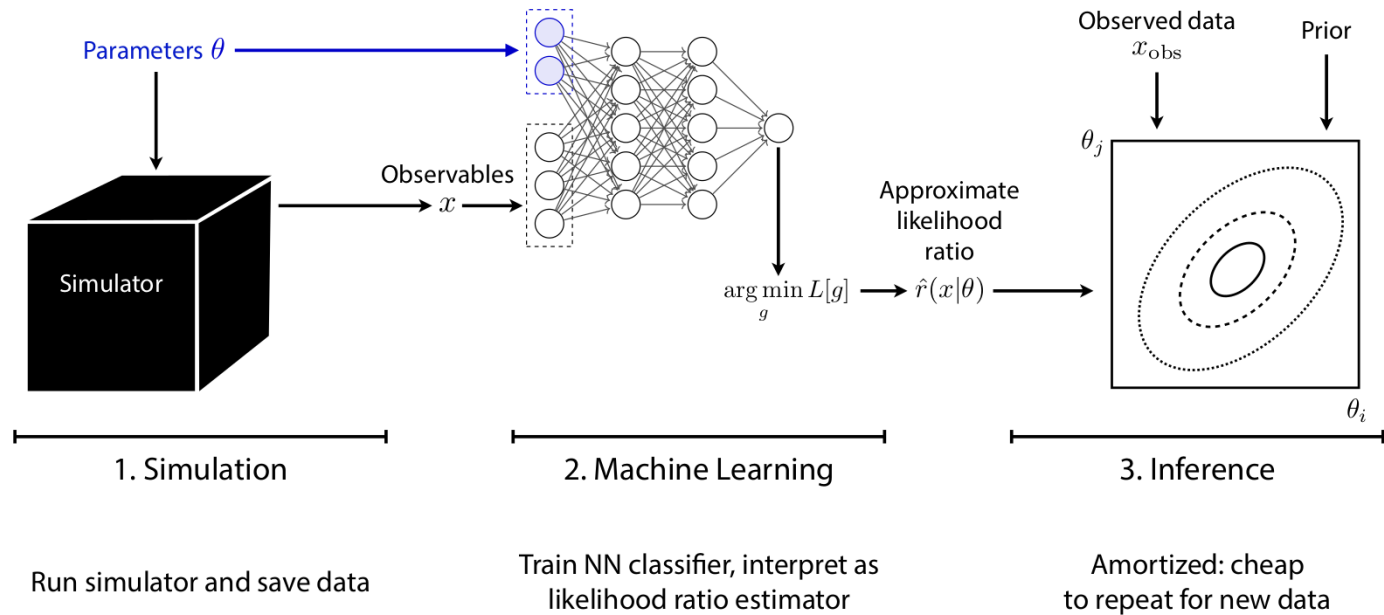 Parameters θ
Simulator
Observables
x
arg min L[g]
g
Approximate
likelihood
ratio
r̂(x|θ)
Observed data
x_obs
Prior
θ_j
θ_i
1. Simulation
2. Machine Learning
3. Inference
Run simulator and save data
Train NN classifier, interpret as
likelihood ratio estimator
Amortized: cheap
to repeat for new data